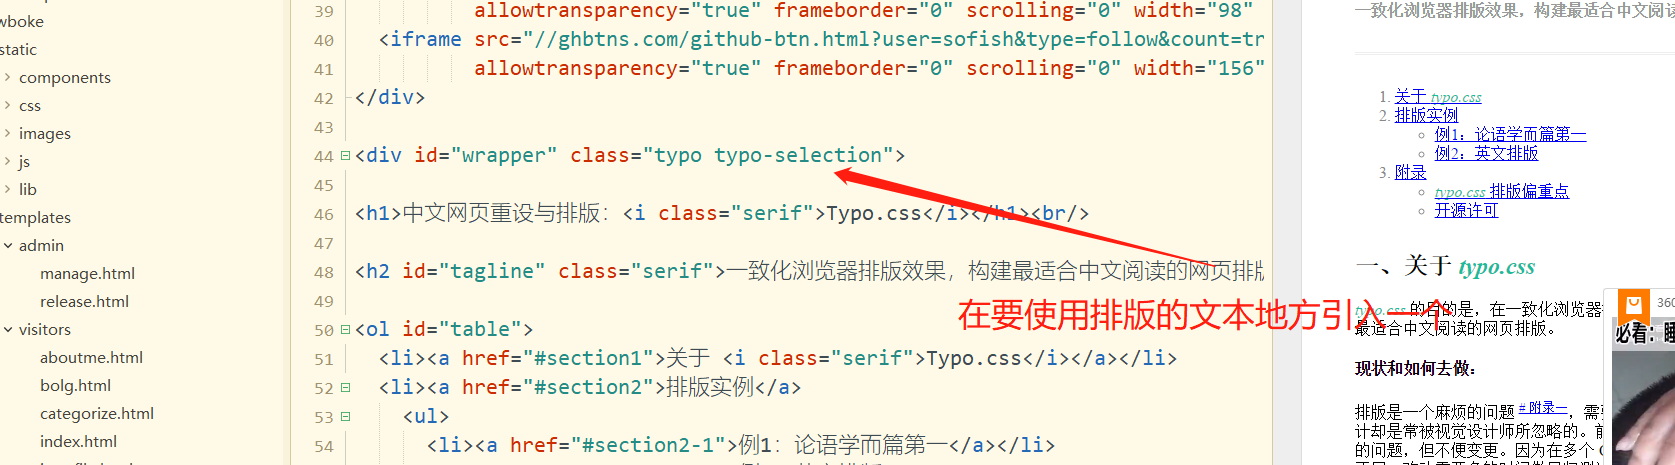 wboke
static
components
css
images
js
lib
templates
admin
manage.html
release.html
visitors
aboutme.html
bolg.html
categorize.html
index.html
39 allowtransparency="true" frameborder="0" scrolling="0" width="98"
40 <iframe src="//ghbtns.com/github-btn.html?user=sofish&type=follow&count=tr
41 allowtransparency="true" frameborder="0" scrolling="0" width="156"
42 </div>
43
44 <div id="wrapper" class="typo typo-selection">
45
46 <h1>中文网页重设与排版：<i class="serif">Typo.css</i></h1><br/>
47
48 <h2 id="tagline" class="serif">一致化浏览器排版效果，构建最适合中文阅读的网页排版
49
50 <ol id="table">
51 <li><a href="#section1">关于 <i class="serif">Typo.css</i></a></li>
52 <li><a href="#section2">排版实例</a>
53 <ul>
54 <li><a href="#section2-1">例1：论语学而篇第一</a></li>
在要使用排版的文本地方引入一个
一致化浏览器排版效果，构建最适合中文阅读
1. 关于 typo.css
2. 排版实例
例1：论语学而篇第一
例2：英文排版
3. 附录
typo.css 排版偏重点
开源许可
一、关于 typo.css
typo.css 的目的是，在一致化浏览器
最适合中文阅读的网页排版。
现状和如何去做：
排版是一个麻烦的问题 # 附录一，需
计却是常被视觉设计师所忽略的。前
的问题，但不便变更。因为在多个
360
必看：睡